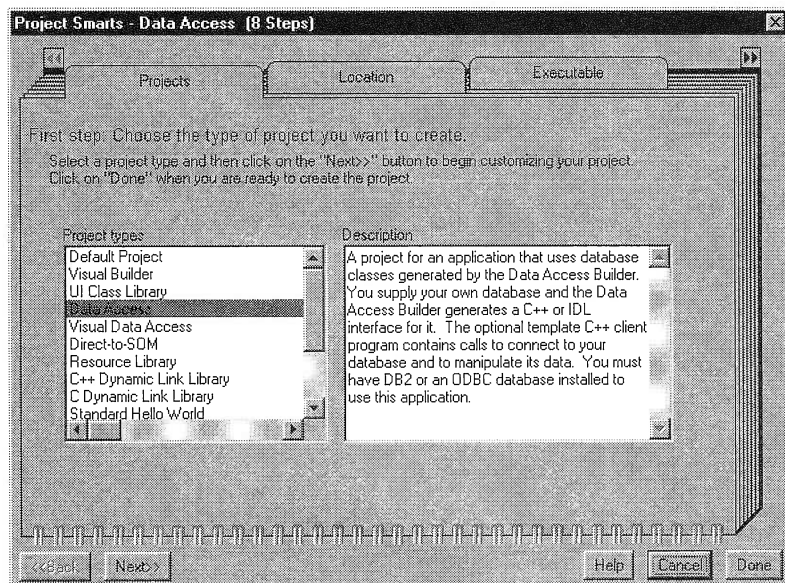 Project Smarts - Data Access (8 Steps)
Projects
Location
Executable
First step: Choose the type of project you want to create.
Select a project type and then click on the "Next>>" button to begin customizing your project.
Click on "Done" when you are ready to create the project.
Project types
Default Project
Visual Builder
UI Class Library
Data Access
Visual Data Access
Direct-to-SOM
Resource Library
C++ Dynamic Link Library
C Dynamic Link Library
Standard Hello World
Description
A project for an application that uses database
classes generated by the Data Access Builder.
You supply your own database and the Data
Access Builder generates a C++ or IDL
interface for it. The optional template C++ client
program contains calls to connect to your
database and to manipulate its data. You must
have DB2 or an ODBC database installed to
use this application.
<<Back
Next>>
Help
Cancel
Done